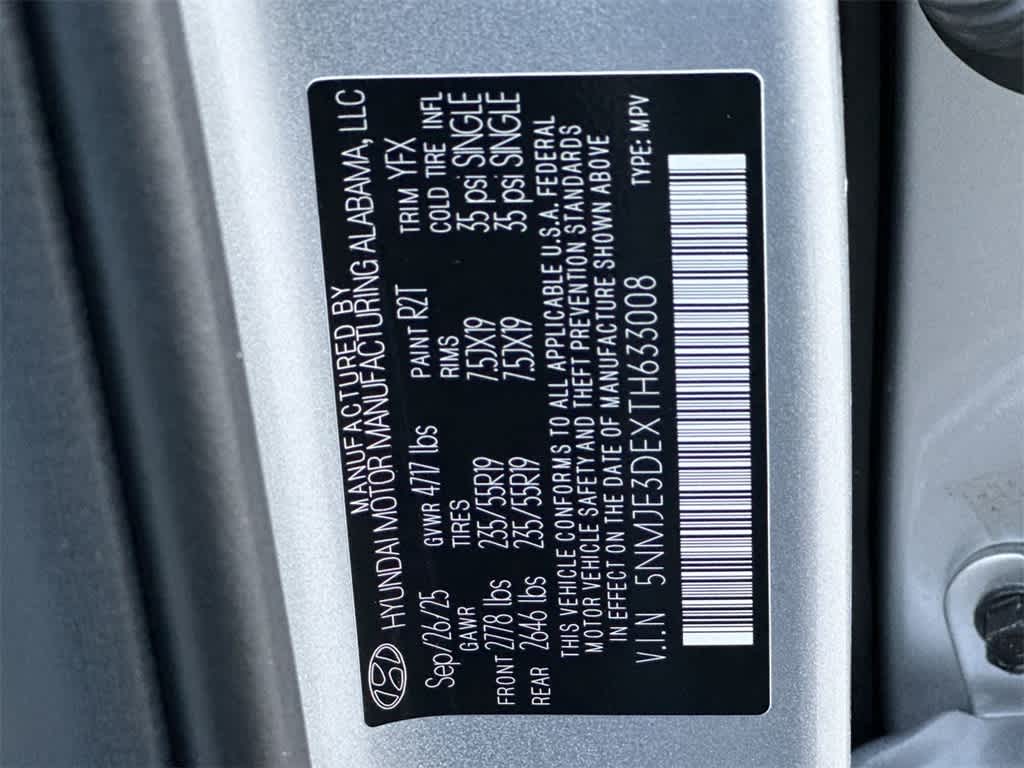 MANUFACTURED BY
HYUNDAI MOTOR MANUFACTURING ALABAMA, LLC
Sep/26/25 GVWR 4717 lbs PAINT R2T TRIM YFX
GAWR TIRES RIMS COLD TIRE INFL
FRONT 2778 lbs 235/55R19 7.5JX19 35 psi SINGLE
REAR 2646 lbs 235/55R19 7.5JX19 35 psi SINGLE
THIS VEHICLE CONFORMS TO ALL APPLICABLE U.S.A. FEDERAL
MOTOR VEHICLE SAFETY AND THEFT PREVENTION STANDARDS
IN EFFECT ON THE DATE OF MANUFACTURE SHOWN ABOVE
V.I.N 5NMJE3DEXTH633008 TYPE: MPV